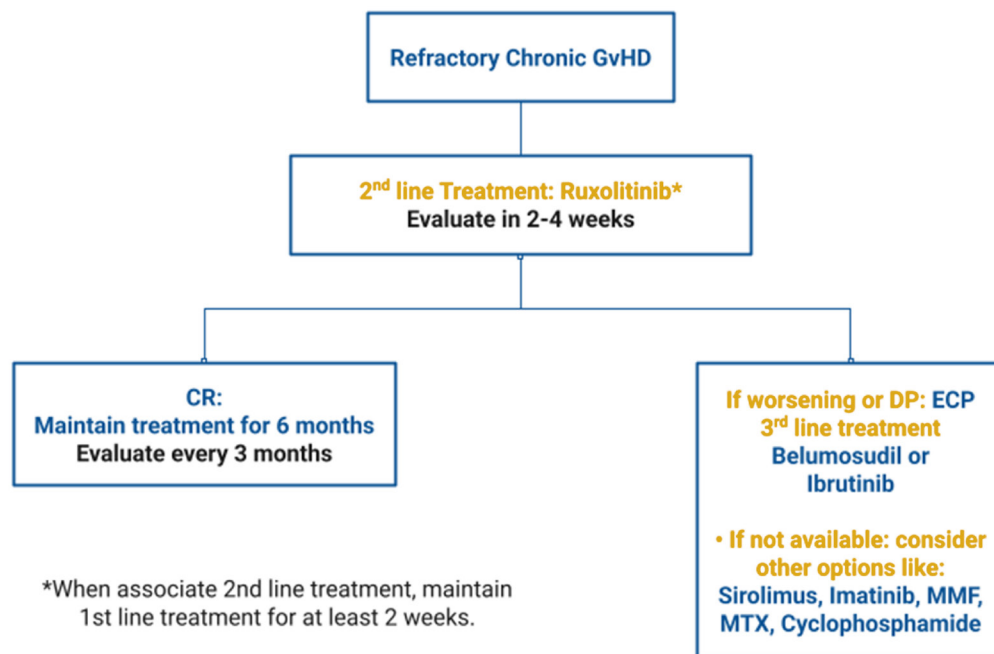 Refractory Chronic GvHD
2nd line Treatment: Ruxolitinib*
Evaluate in 2-4 weeks
CR:
Maintain treatment for 6 months
Evaluate every 3 months
If worsening or DP: ECP
3rd line treatment
Belumosudil or
Ibrutinib
• If not available: consider
other options like:
Sirolimus, Imatinib, MMF,
MTX, Cyclophosphamide
*When associate 2nd line treatment, maintain
1st line treatment for at least 2 weeks.